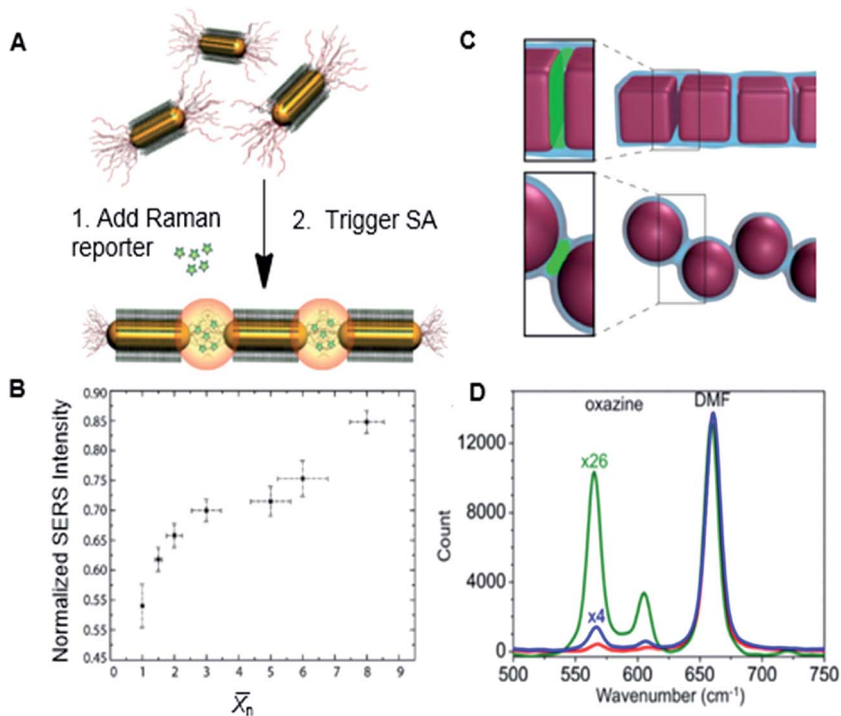 A
1. Add Raman
reporter
2. Trigger SA
B
Normalized SERS Intensity
0.90
0.85
0.80
0.75
0.70
0.65
0.60
0.55
0.45
0 1 2 3 4 5 6 7 8 9
X̅n
C
D
oxazine
DMF
x26
x4
Count
12000
8000
4000
0
500 550 600 650 700 750
Wavenumber (cm⁻¹)